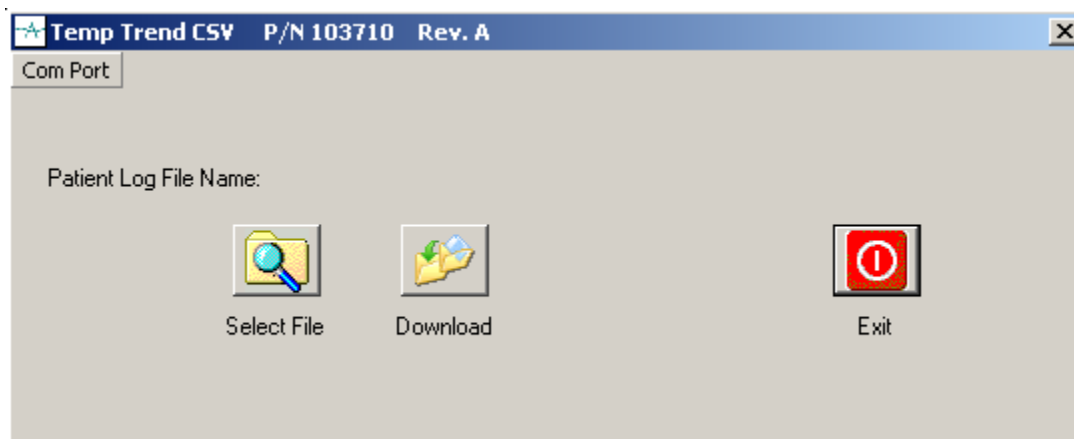 Temp Trend CSV P/N 103710 Rev. A
Com Port
Patient Log File Name:
Select File Download Exit